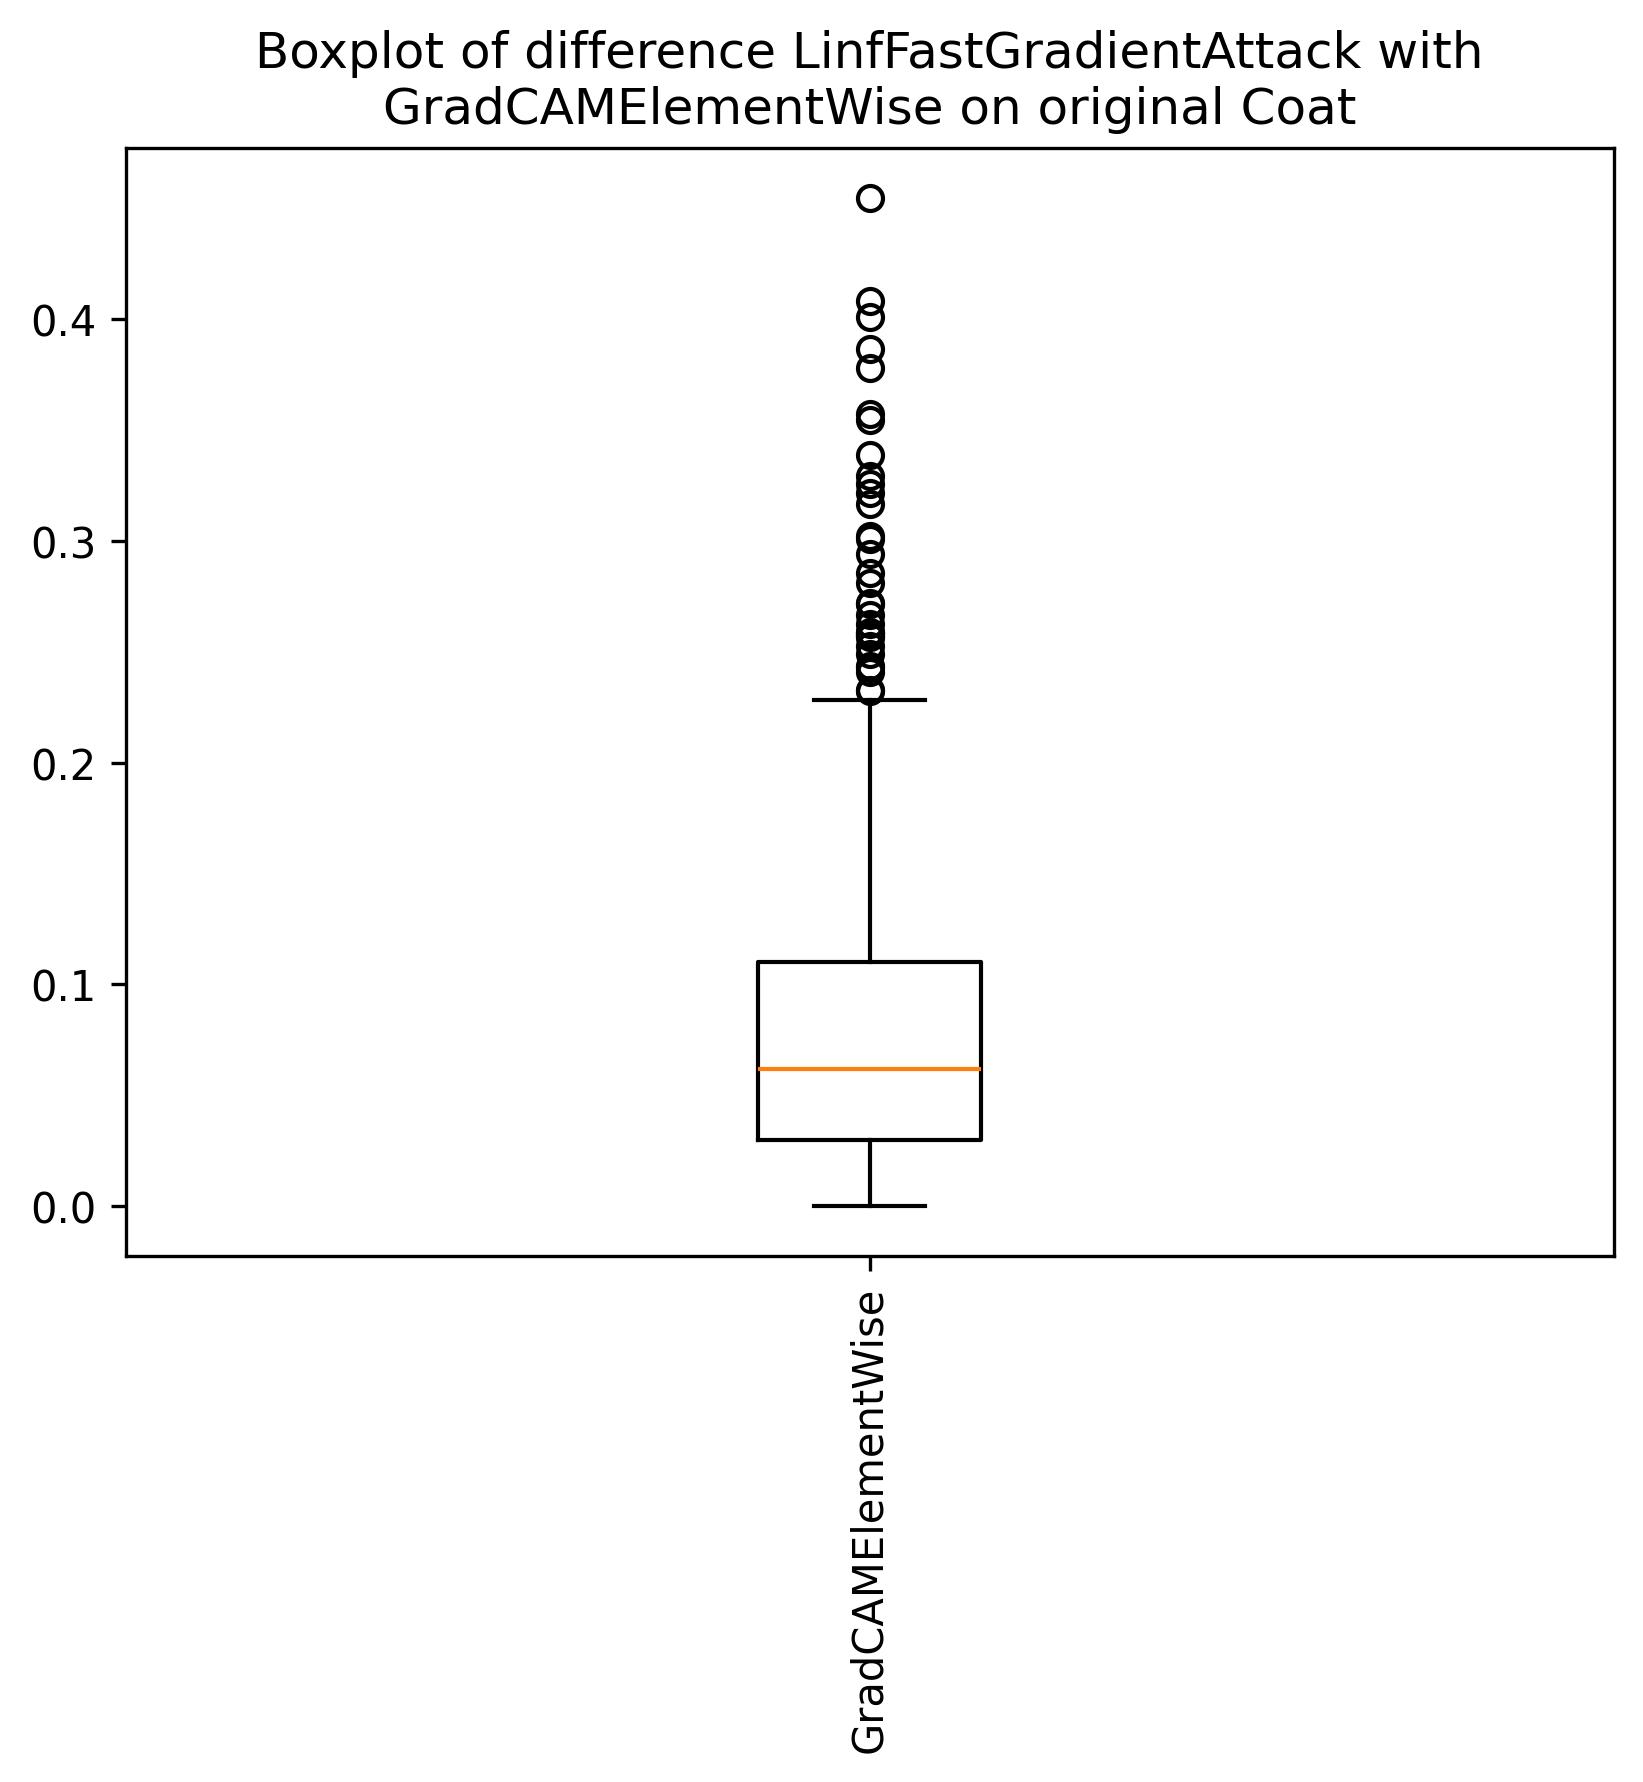 Boxplot of difference LinfFastGradientAttack with
GradCAMElementWise on original Coat
0.4
0.3
0.2
0.1
0.0
GradCAMElementWise